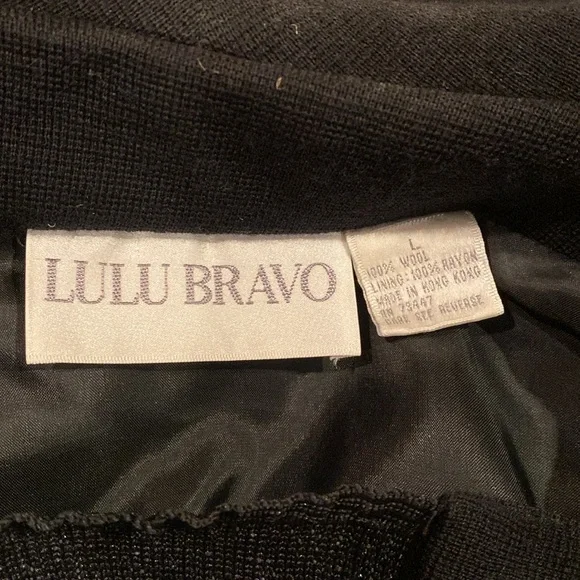 LULU BRAVO
L
100% WOOL
LINING: 100% RAYON
MADE IN HONG KONG
RN 73447
CARE SEE REVERSE